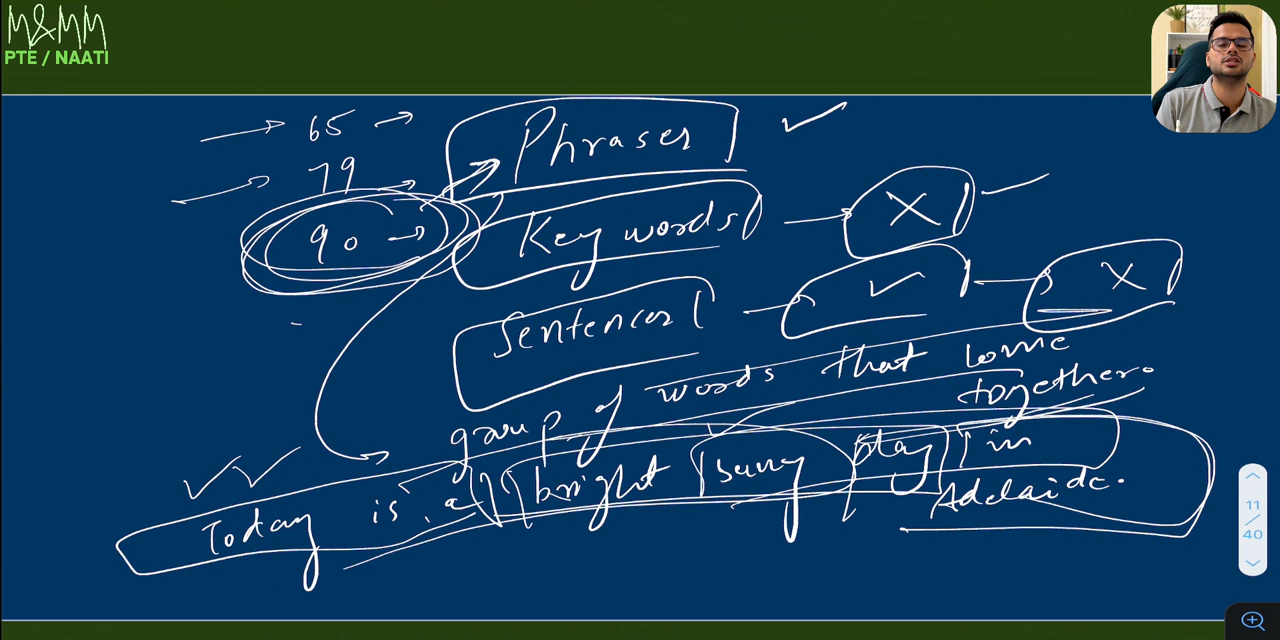 M&MM
PTE / NAATI
65
Phrases
79
90
Key words
Sentences
group of words that come
together.
Today is a bright sunny day in
Adelaide.
11
/
40